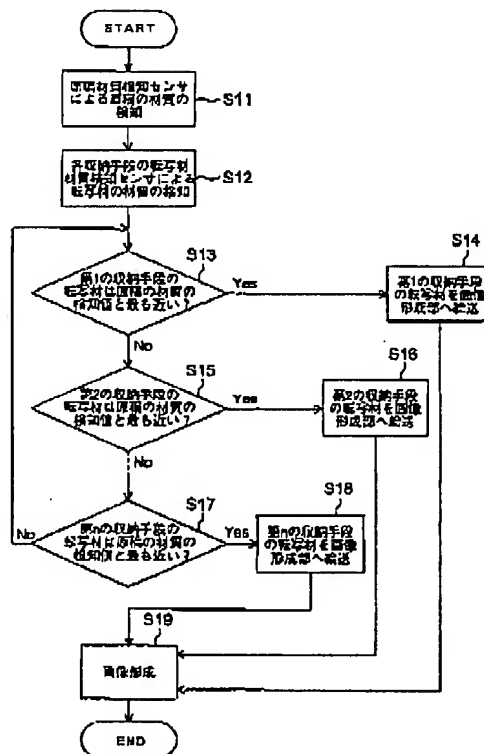 START
原稿材質検知センサ
による原稿の材質の
検知
S11
各収納手段の転写材
材質検知センサによる
転写材の材質の検知
S12
S13
第1の収納手段の
転写材は原稿の材質の
検知値と最も近い?
Yes
No
S14
第1の収納手段
の転写材を画像
形成部へ給送
S15
第2の収納手段の
転写材は原稿の材質の
検知値と最も近い?
Yes
No
S16
第2の収納手段
の転写材を画像
形成部へ給送
S17
第nの収納手段の
転写材は原稿の材質の
検知値と最も近い?
No
Yes
S18
第nの収納手段
の転写材を画像
形成部へ給送
S19
画像形成
END